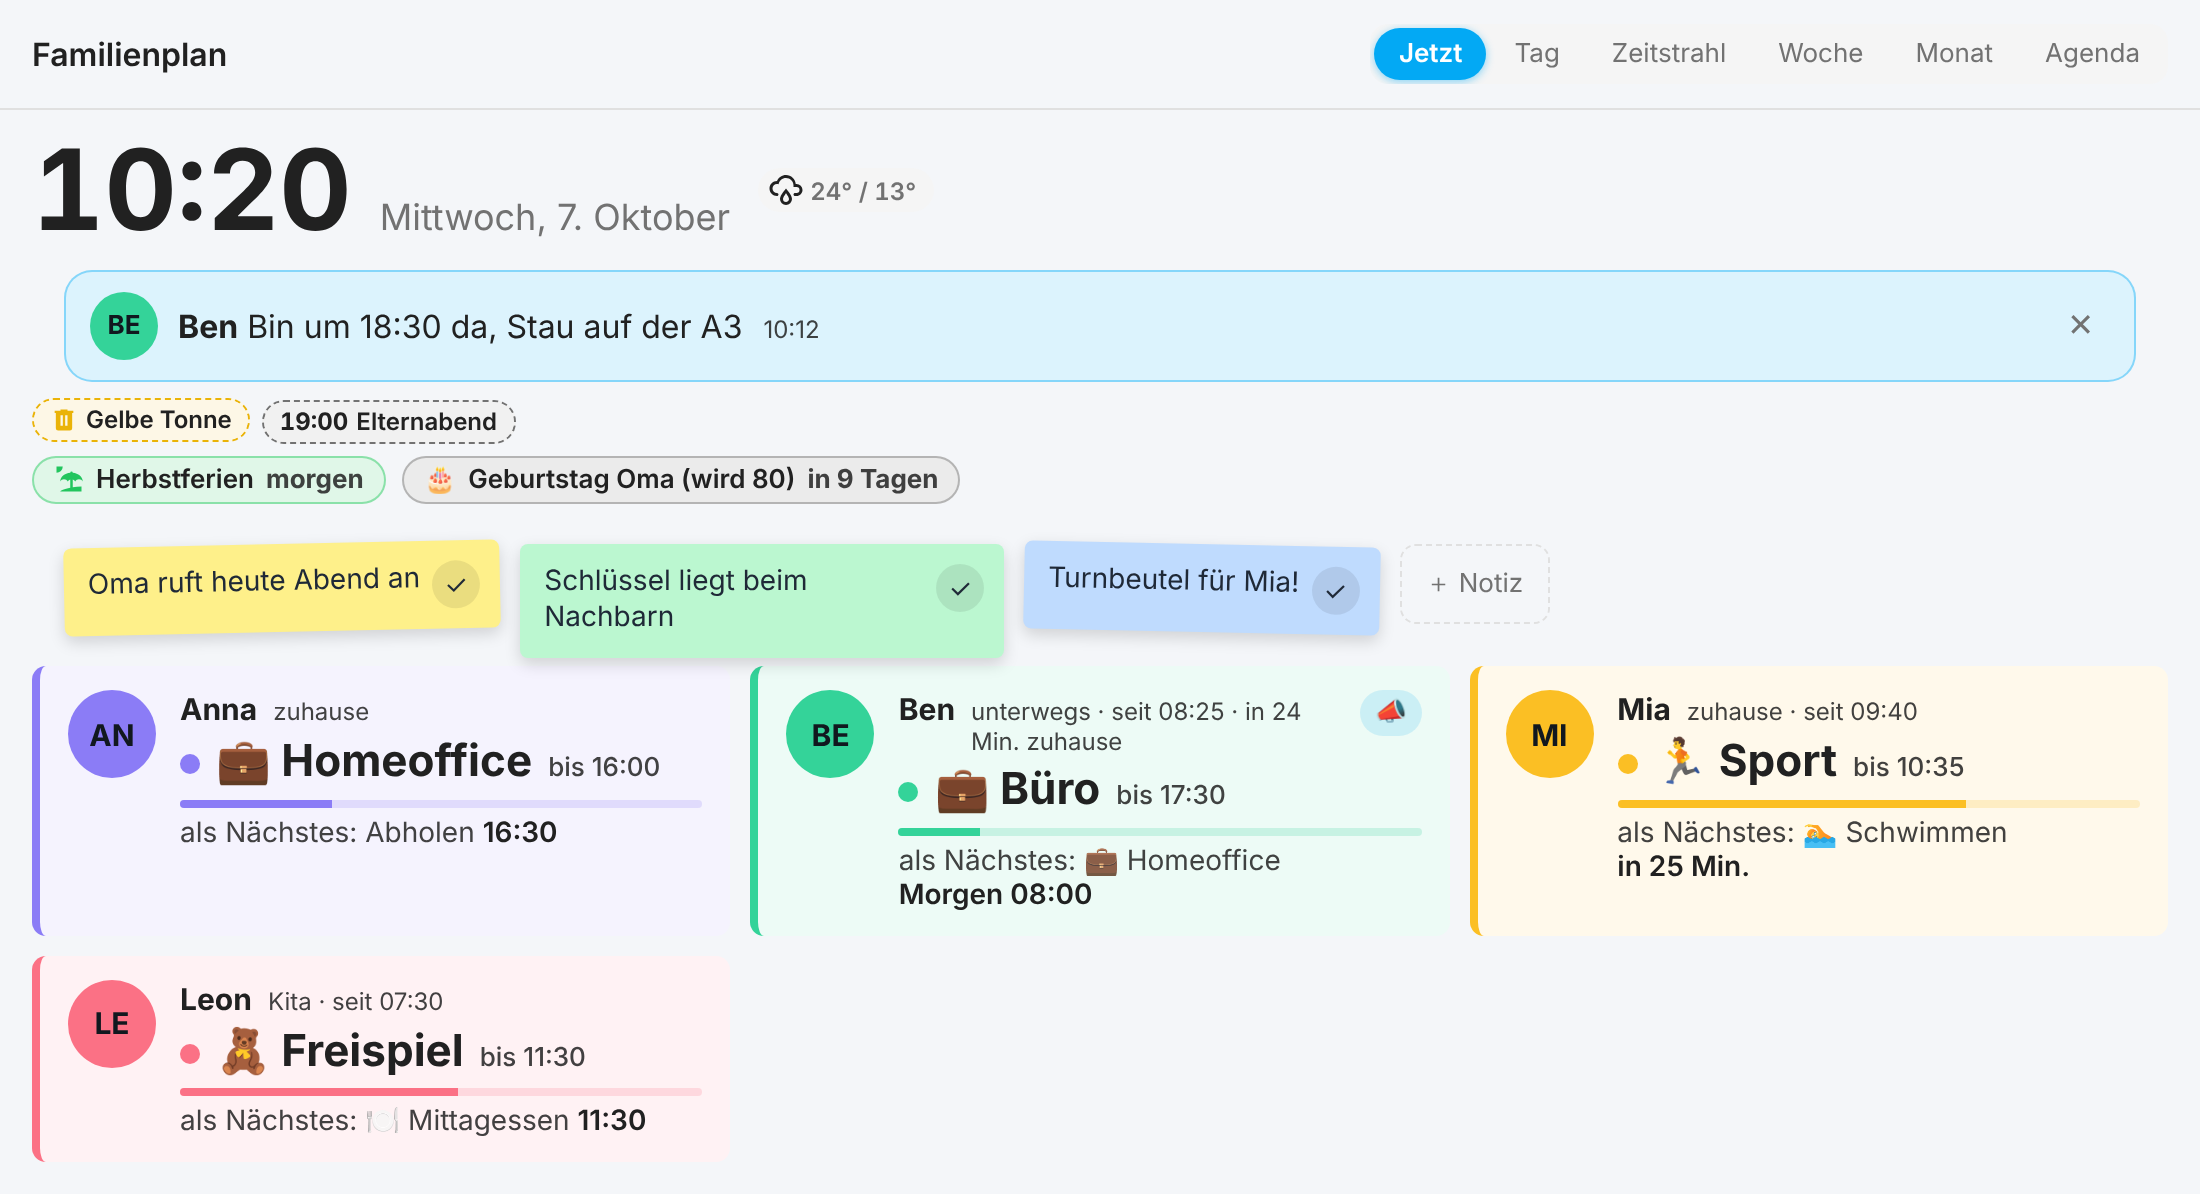 Familienplan
Jetzt Tag Zeitstrahl Woche Monat Agenda
10:20 Mittwoch, 7. Oktober 24° / 13°
BE Ben Bin um 18:30 da, Stau auf der A3 10:12
Gelbe Tonne 19:00 Elternabend
Herbstferien morgen Geburtstag Oma (wird 80) in 9 Tagen
Oma ruft heute Abend an
Schlüssel liegt beim
Nachbarn
Turnbeutel für Mia!
+ Notiz
AN
Anna zuhause
Homeoffice bis 16:00
als Nächstes: Abholen 16:30
BE
Ben unterwegs · seit 08:25 · in 24
Min. zuhause
Büro bis 17:30
als Nächstes: Homeoffice
Morgen 08:00
MI
Mia zuhause · seit 09:40
Sport bis 10:35
als Nächstes: Schwimmen
in 25 Min.
LE
Leon Kita · seit 07:30
Freispiel bis 11:30
als Nächstes: Mittagessen 11:30